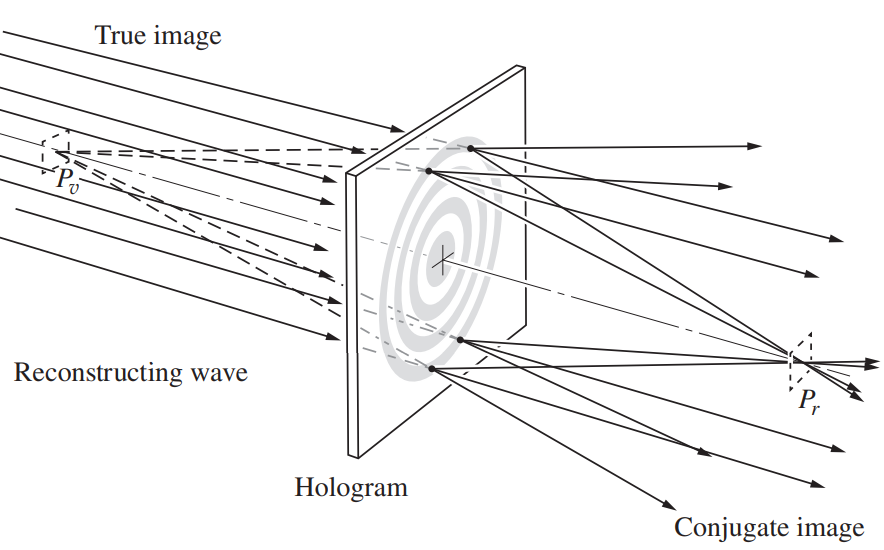 True image
Pv
Reconstructing wave
Hologram
Pr
Conjugate image